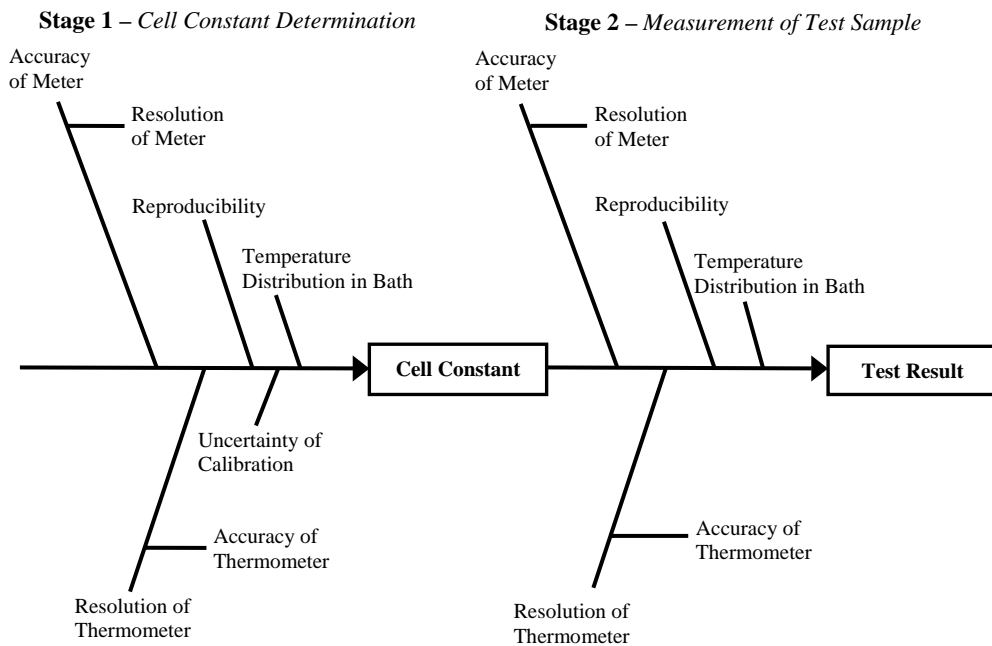 Stage 1 – Cell Constant Determination
Stage 2 – Measurement of Test Sample
Accuracy
of Meter
Resolution
of Meter
Reproducibility
Temperature
Distribution in Bath
Cell Constant
Uncertainty of
Calibration
Accuracy of
Thermometer
Resolution of
Thermometer
Accuracy
of Meter
Resolution
of Meter
Reproducibility
Temperature
Distribution in Bath
Test Result
Accuracy of
Thermometer
Resolution of
Thermometer